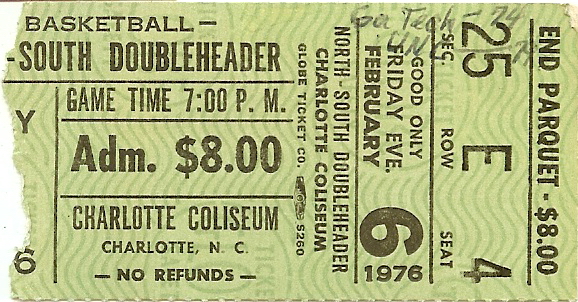 BASKETBALL —
-SOUTH DOUBLEHEADER
GAME TIME 7:00 P. M.
Y
Adm. $8.00
CHARLOTTE COLISEUM
CHARLOTTE, N. C.
6
— NO REFUNDS —
GLOBE TICKET CO. S260
CHARLOTTE COLISEUM
NORTH-SOUTH DOUBLEHEADER
FEBRUARY 6 1976
FRIDAY EVE.
GOOD ONLY
Ga Tech - 74
SEC. ROW SEAT
25 E 4
END PARQUET - $8.00